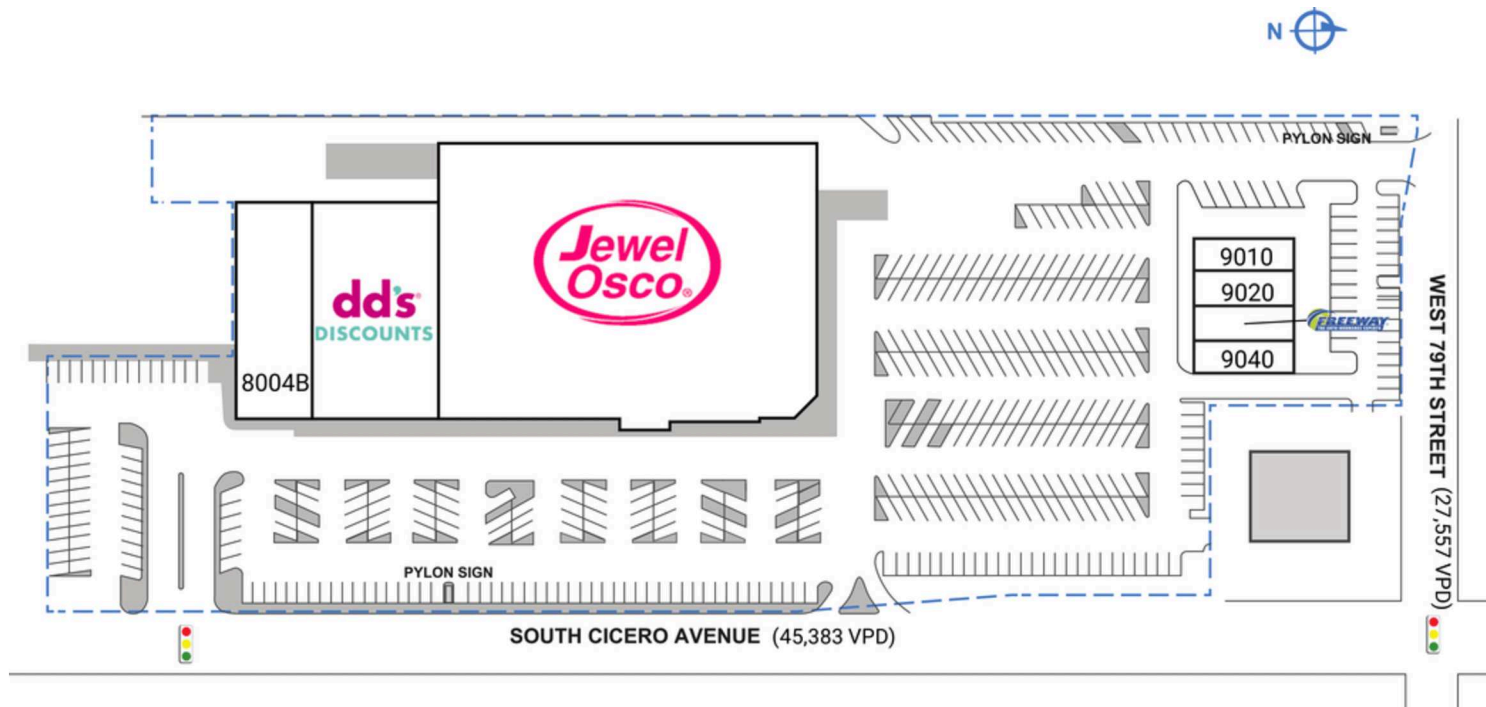 N
PYLON SIGN
Jewel
Osco®
9010
dd's®
DISCOUNTS
9020
FREEWAY
9040
8004B
WEST 79TH STREET (27,557 VPD)
PYLON SIGN
SOUTH CICERO AVENUE (45,383 VPD)